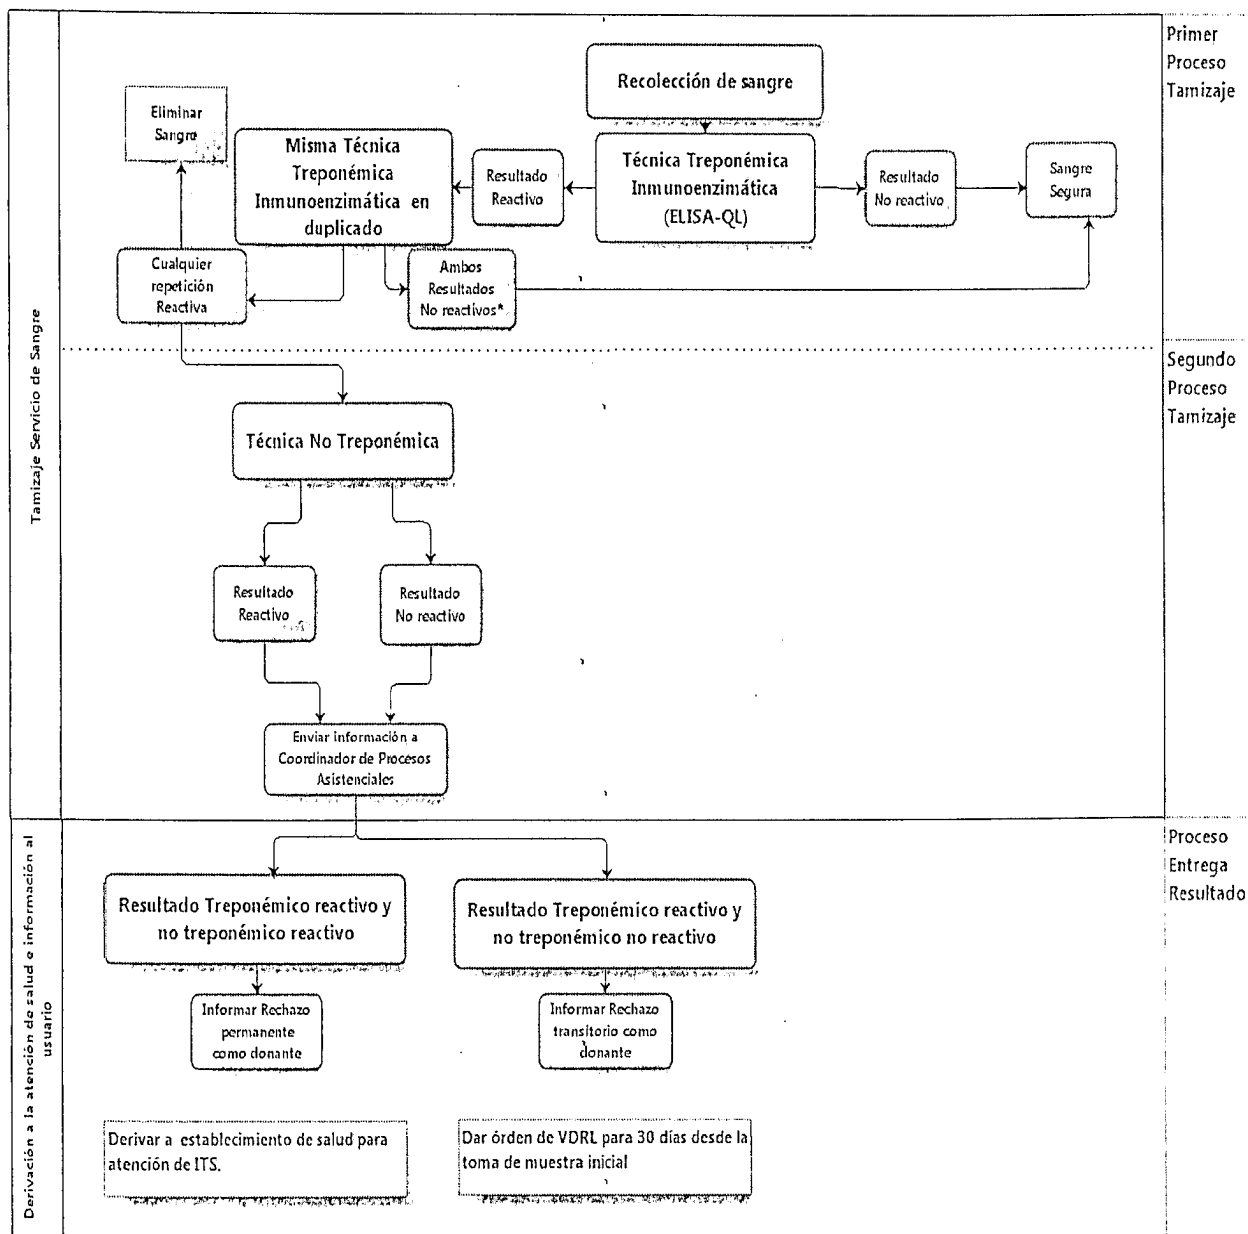 Primer
Proceso
Tamizaje
Recolección de sangre
Eliminar
Sangre
Misma Técnica
Treponémica
Inmunoenzimática en
duplicado
Resultado
Reactivo
Técnica Treponémica
Inmunoenzimática
(ELISA-QL)
Resultado
No reactivo
Sangre
Segura
Cualquier
repetición
Reactiva
Ambos
Resultados
No reactivos*
Tamizaje Servicio de Sangre
Segundo
Proceso
Tamizaje
Técnica No Treponémica
Resultado
Reactivo
Resultado
No reactivo
Enviar información a
Coordinador de Procesos
Asistenciales
Derivación a la atención de salud e información al
usuario
Proceso
Entrega
Resultado
Resultado Treponémico reactivo y
no treponémico reactivo
Resultado Treponémico reactivo y
no treponémico no reactivo
Informar Rechazo
permanente
como donante
Informar Rechazo
transitorio como
donante
Derivar a establecimiento de salud para
atención de ITS.
Dar órden de VDRL para 30 días desde la
toma de muestra inicial